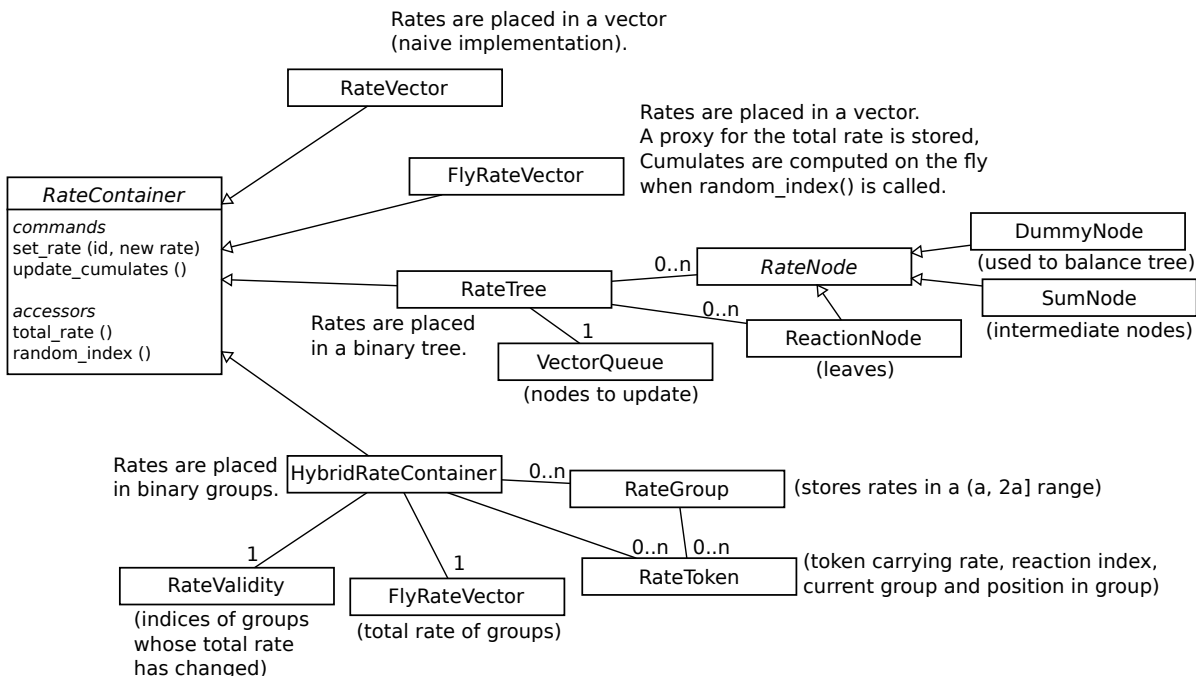 Rates are placed in a vector
(naive implementation).
RateVector
Rates are placed in a vector.
A proxy for the total rate is stored,
Cumulates are computed on the fly
when random_index() is called.
FlyRateVector
RateContainer
commands
set_rate (id, new rate)
update_cumulates ()
accessors
total_rate ()
random_index ()
DummyNode
(used to balance tree)
0..n
RateNode
RateTree
SumNode
(intermediate nodes)
Rates are placed
in a binary tree.
0..n
ReactionNode
(leaves)
1
VectorQueue
(nodes to update)
Rates are placed
in binary groups.
HybridRateContainer
0..n
RateGroup
(stores rates in a (a, 2a] range)
0..n
0..n
RateToken
(token carrying rate, reaction index,
current group and position in group)
1
RateValidity
(indices of groups
whose total rate
has changed)
1
FlyRateVector
(total rate of groups)